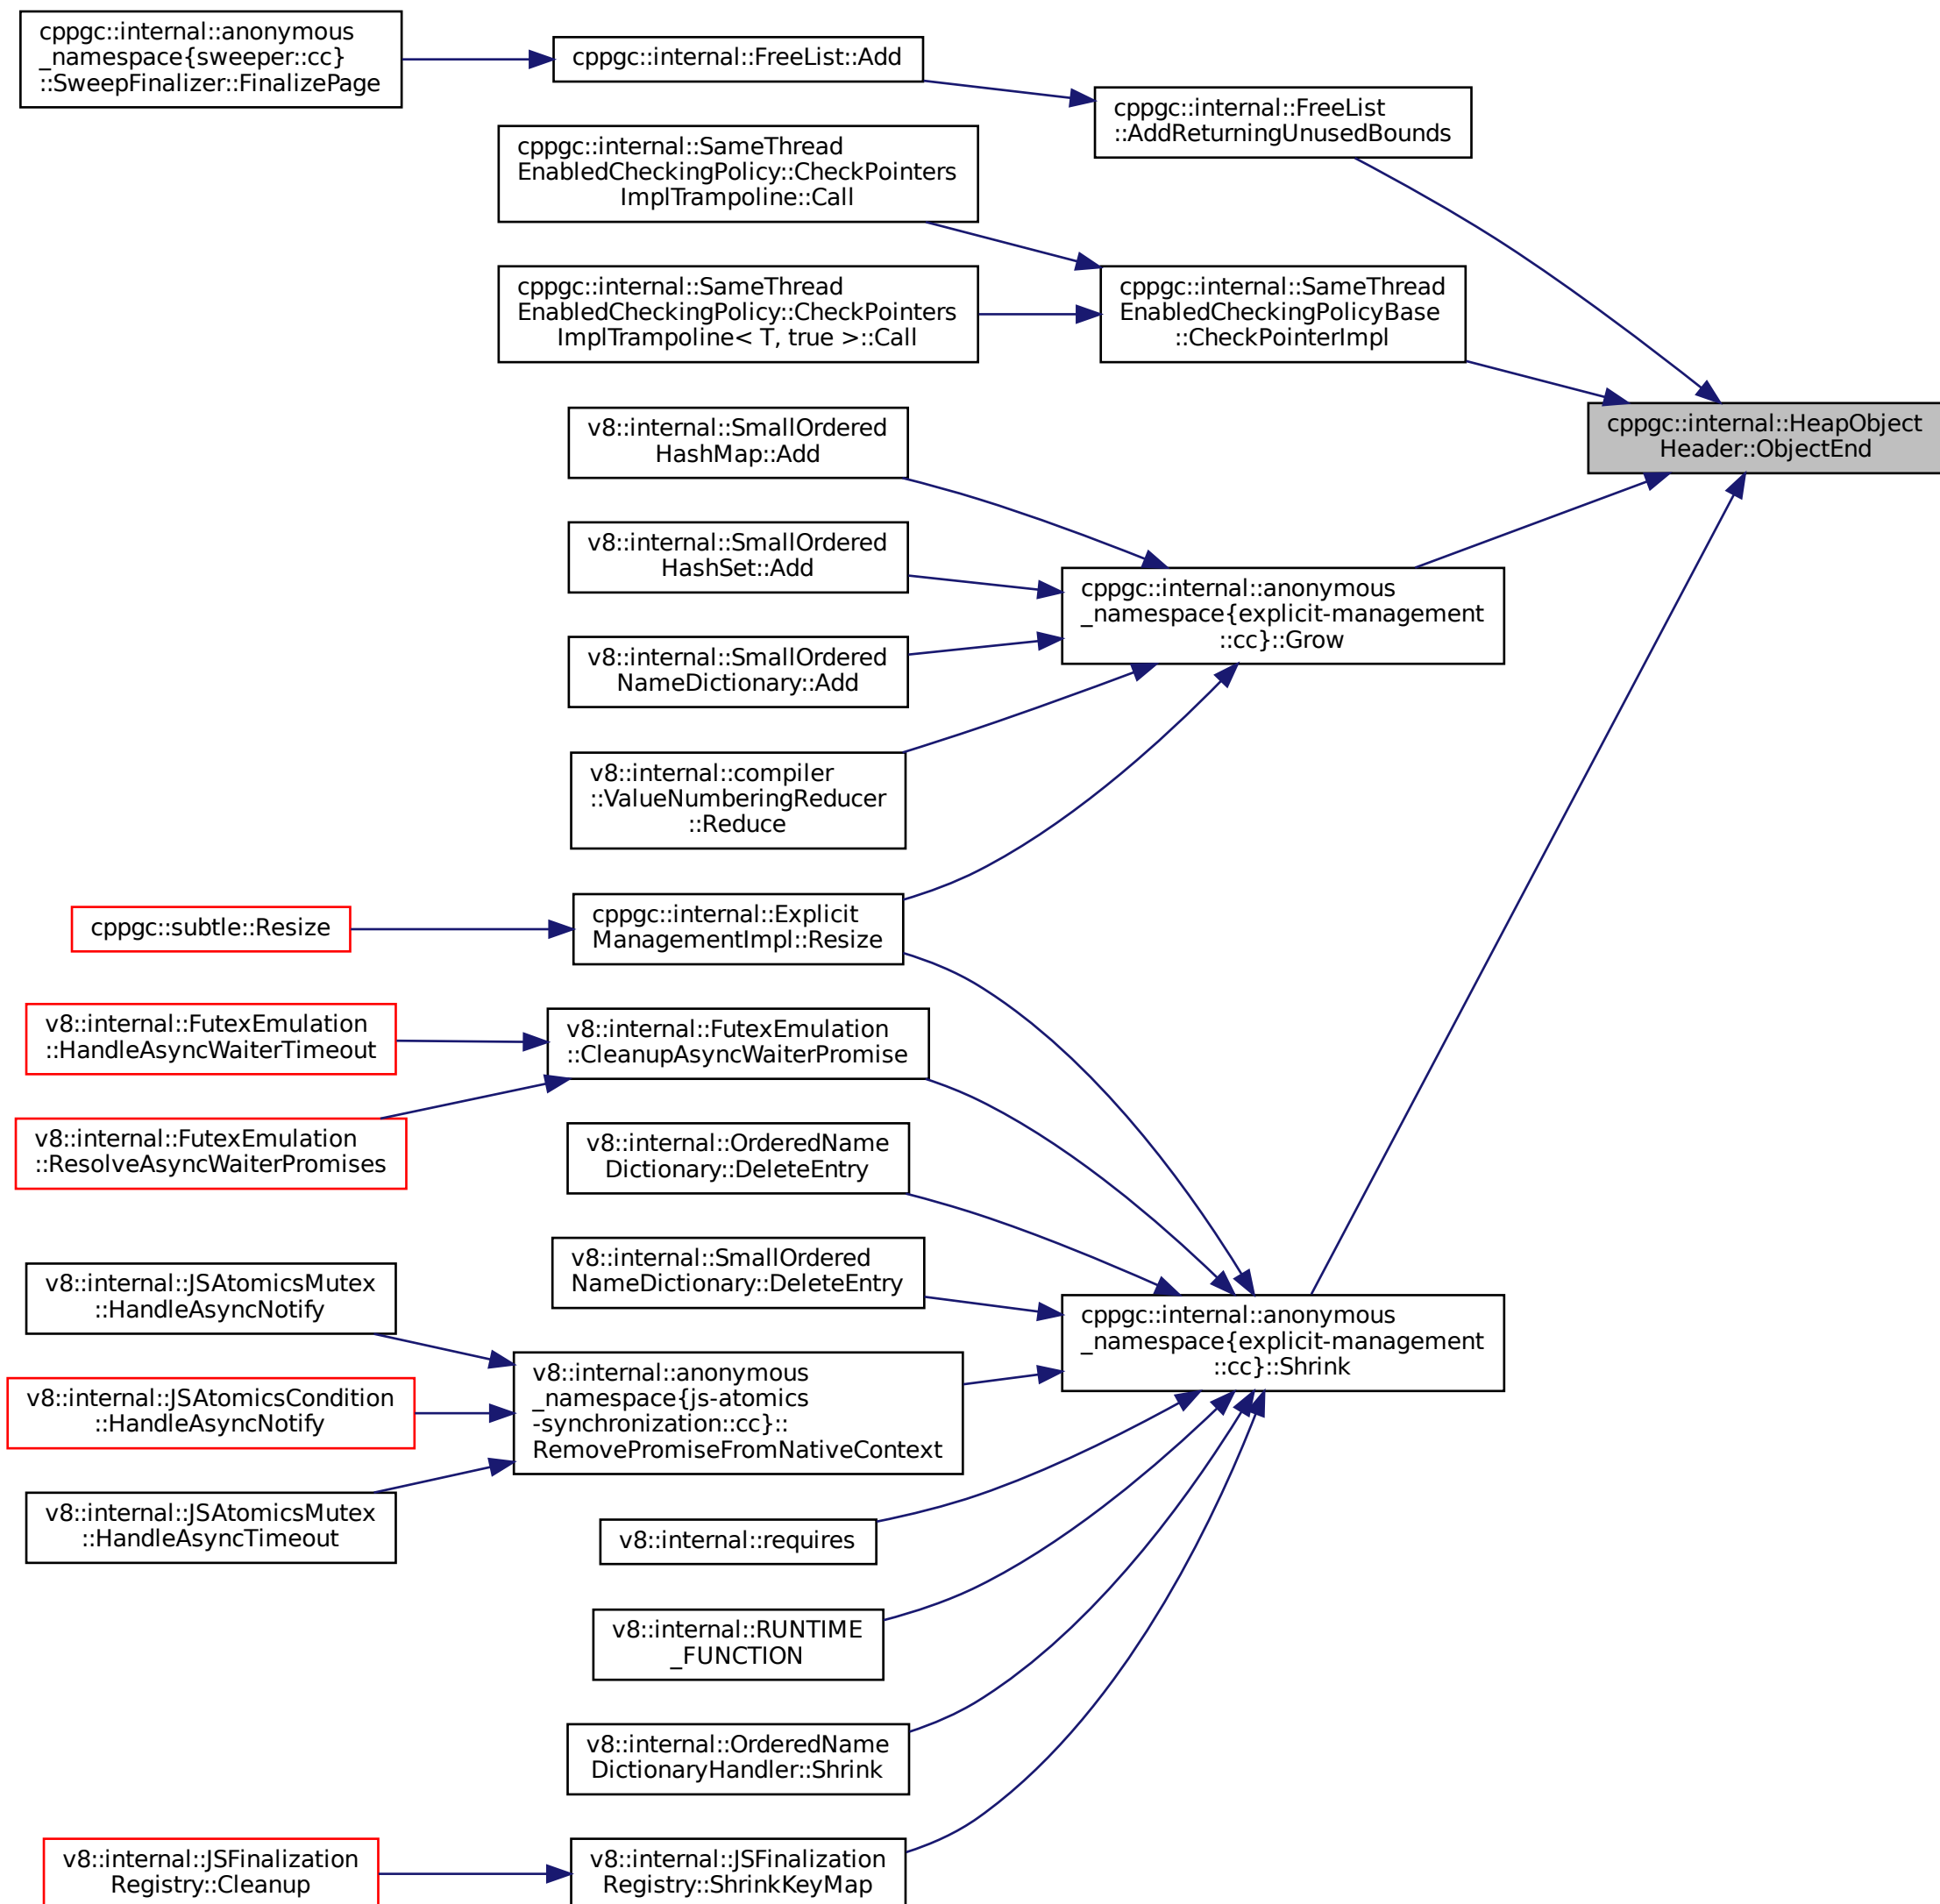 cppgc::internal::anonymous
_namespace{sweeper::cc}
::SweepFinalizer::FinalizePage
cppgc::internal::FreeList::Add
cppgc::internal::FreeList
::AddReturningUnusedBounds
cppgc::internal::SameThread
EnabledCheckingPolicy::CheckPointers
ImplTrampoline::Call
cppgc::internal::SameThread
EnabledCheckingPolicy::CheckPointers
ImplTrampoline< T, true >::Call
cppgc::internal::SameThread
EnabledCheckingPolicyBase
::CheckPointerImpl
cppgc::internal::HeapObject
Header::ObjectEnd
v8::internal::SmallOrdered
HashMap::Add
v8::internal::SmallOrdered
HashSet::Add
v8::internal::SmallOrdered
NameDictionary::Add
cppgc::internal::anonymous
_namespace{explicit-management
::cc}::Grow
v8::internal::compiler
::ValueNumberingReducer
::Reduce
cppgc::subtle::Resize
cppgc::internal::Explicit
ManagementImpl::Resize
v8::internal::FutexEmulation
::HandleAsyncWaiterTimeout
v8::internal::FutexEmulation
::CleanupAsyncWaiterPromise
v8::internal::FutexEmulation
::ResolveAsyncWaiterPromises
v8::internal::OrderedName
Dictionary::DeleteEntry
v8::internal::SmallOrdered
NameDictionary::DeleteEntry
cppgc::internal::anonymous
_namespace{explicit-management
::cc}::Shrink
v8::internal::JSAtomicsMutex
::HandleAsyncNotify
v8::internal::JSAtomicsCondition
::HandleAsyncNotify
v8::internal::JSAtomicsMutex
::HandleAsyncTimeout
v8::internal::anonymous
_namespace{js-atomics
-synchronization::cc}::
RemovePromiseFromNativeContext
v8::internal::requires
v8::internal::RUNTIME
_FUNCTION
v8::internal::OrderedName
DictionaryHandler::Shrink
v8::internal::JSFinalization
Registry::Cleanup
v8::internal::JSFinalization
Registry::ShrinkKeyMap